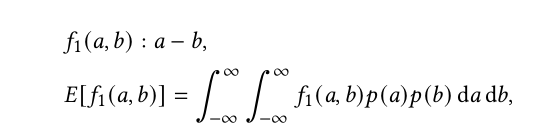 f₁(a, b) : a − b,
E[f₁(a, b)] = ∫_{−∞}^{∞} ∫_{−∞}^{∞} f₁(a, b)p(a)p(b) da db,